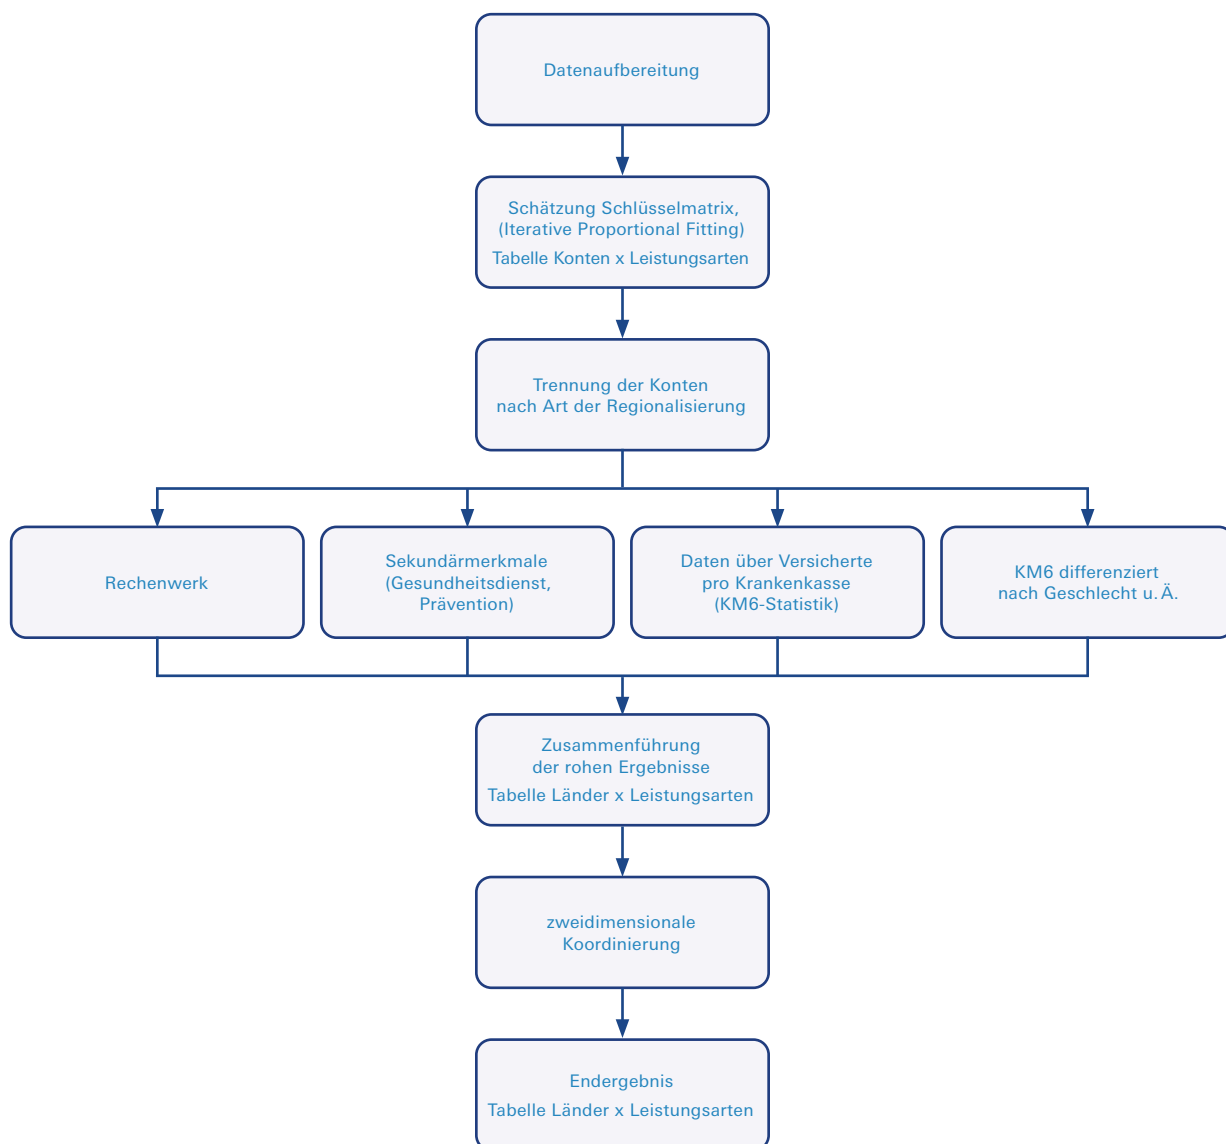 Datenaufbereitung
Schätzung Schlüsselmatrix,
(Iterative Proportional Fitting)
Tabelle Konten x Leistungsarten
Trennung der Konten
nach Art der Regionalisierung
Rechenwerk
Sekundärmerkmale
(Gesundheitsdienst,
Prävention)
Daten über Versicherte
pro Krankenkasse
(KM6-Statistik)
KM6 differenziert
nach Geschlecht u. Ä.
Zusammenführung
der rohen Ergebnisse
Tabelle Länder x Leistungsarten
zweidimensionale
Koordinierung
Endergebnis
Tabelle Länder x Leistungsarten